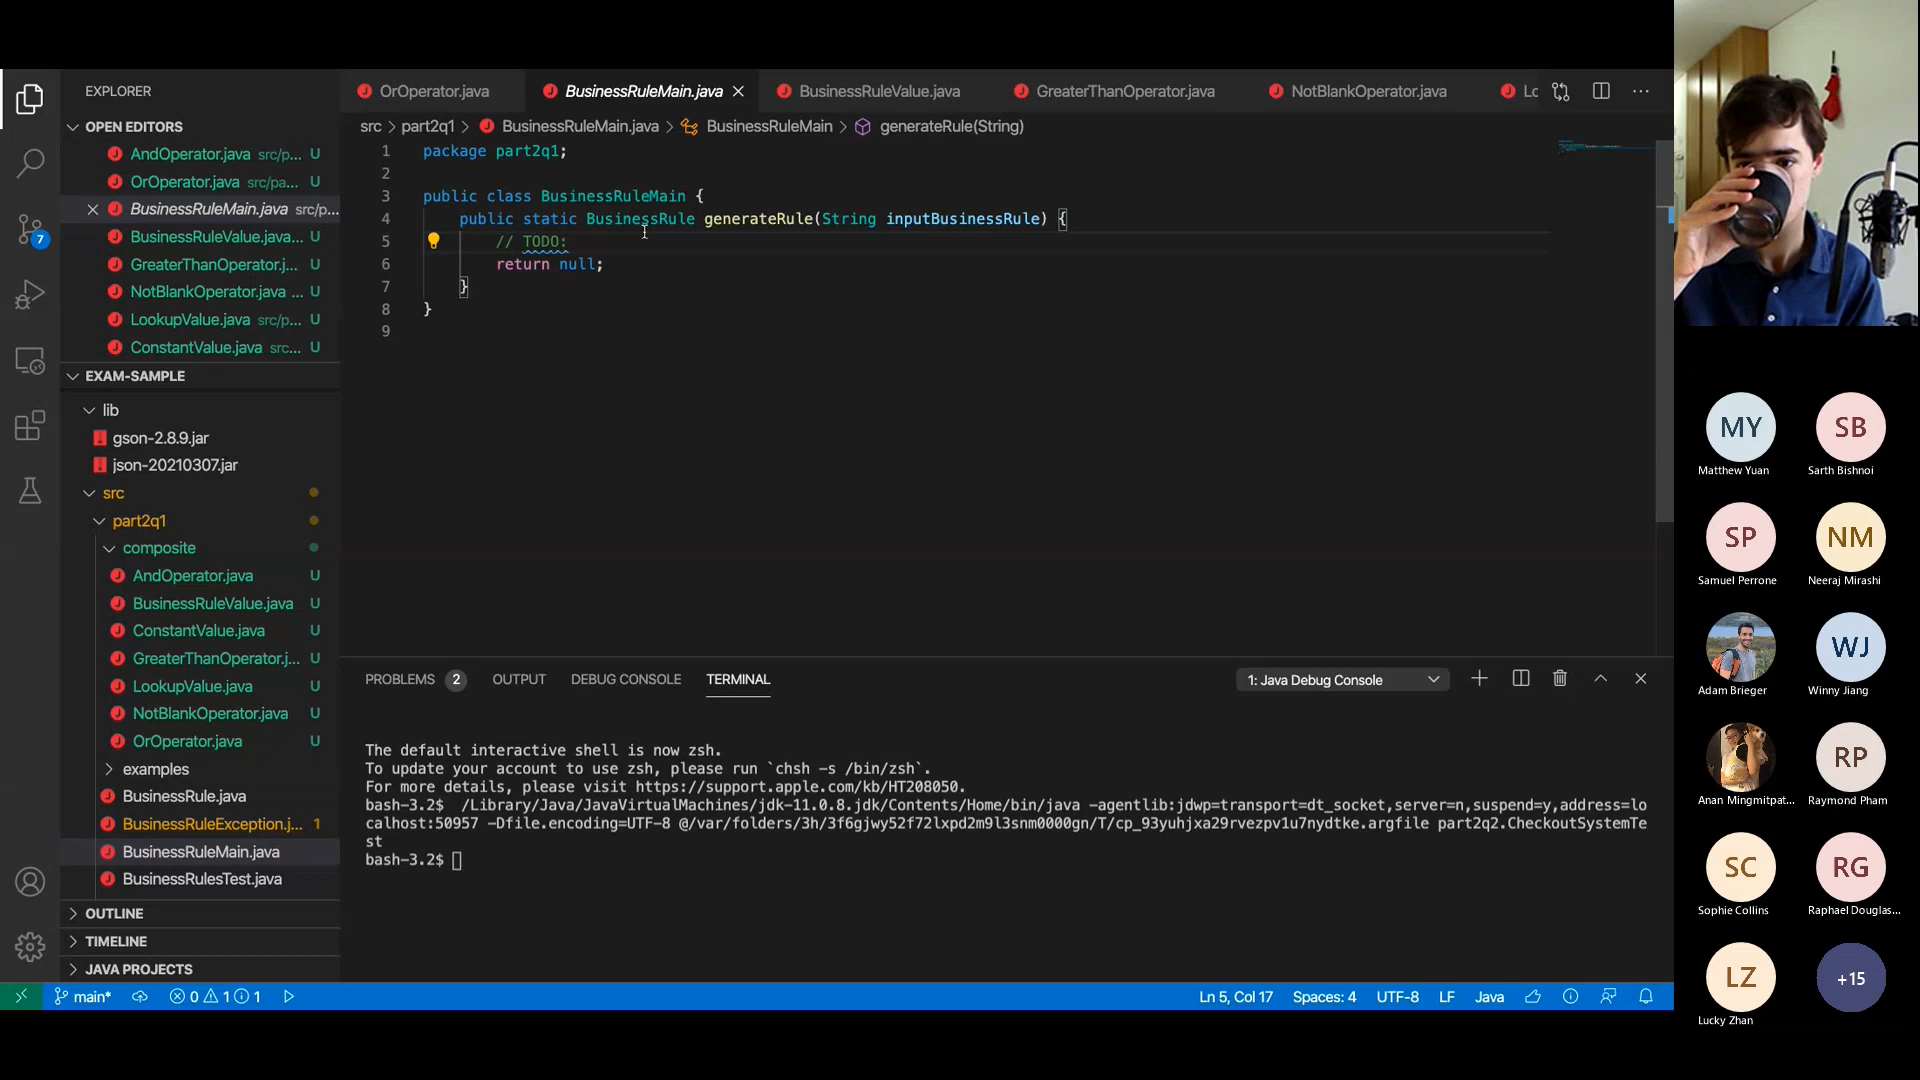 EXPLORER
OPEN EDITORS
AndOperator.java src/p... U
OrOperator.java src/pa... U
BusinessRuleMain.java src/p...
BusinessRuleValue.java... U
GreaterThanOperator.j... U
NotBlankOperator.java ... U
LookupValue.java src/p... U
ConstantValue.java src... U
7
EXAM-SAMPLE
lib
gson-2.8.9.jar
json-20210307.jar
src
part2q1
composite
AndOperator.java U
BusinessRuleValue.java U
ConstantValue.java U
GreaterThanOperator.j... U
LookupValue.java U
NotBlankOperator.java U
OrOperator.java U
examples
BusinessRule.java
BusinessRuleException.j... 1
BusinessRuleMain.java
BusinessRulesTest.java
OUTLINE
TIMELINE
JAVA PROJECTS
OrOperator.java BusinessRuleMain.java BusinessRuleValue.java GreaterThanOperator.java NotBlankOperator.java Lo
src > part2q1 > BusinessRuleMain.java > BusinessRuleMain > generateRule(String)
1 package part2q1;
2
3 public class BusinessRuleMain {
4 public static BusinessRule generateRule(String inputBusinessRule) {
5 // TODO:
6 return null;
7 }
8 }
9
PROBLEMS 2 OUTPUT DEBUG CONSOLE TERMINAL 1: Java Debug Console
The default interactive shell is now zsh.
To update your account to use zsh, please run `chsh -s /bin/zsh`.
For more details, please visit https://support.apple.com/kb/HT208050.
bash-3.2$ /Library/Java/JavaVirtualMachines/jdk-11.0.8.jdk/Contents/Home/bin/java -agentlib:jdwp=transport=dt_socket,server=n,suspend=y,address=lo
calhost:50957 -Dfile.encoding=UTF-8 @/var/folders/3h/3f6gjwy52f72lxpd2m9l3snm0000gn/T/cp_93yuhjxa29rvezpv1u7nydtke.argfile part2q2.CheckoutSystemTe
st
bash-3.2$
main* 0 1 1 Ln 5, Col 17 Spaces: 4 UTF-8 LF Java
MY SB
Matthew Yuan Sarth Bishnoi
SP NM
Samuel Perrone Neeraj Mirashi
WJ
Adam Brieger Winny Jiang
RP
Anan Mingmitpat... Raymond Pham
SC RG
Sophie Collins Raphael Douglas...
LZ +15
Lucky Zhan